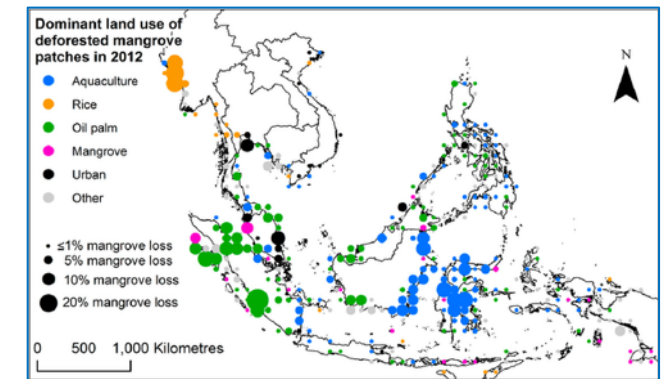 Dominant land use of
deforested mangrove
patches in 2012
Aquaculture
Rice
Oil palm
Mangrove
Urban
Other
≤1% mangrove loss
5% mangrove loss
10% mangrove loss
20% mangrove loss
0 500 1,000 Kilometres
N